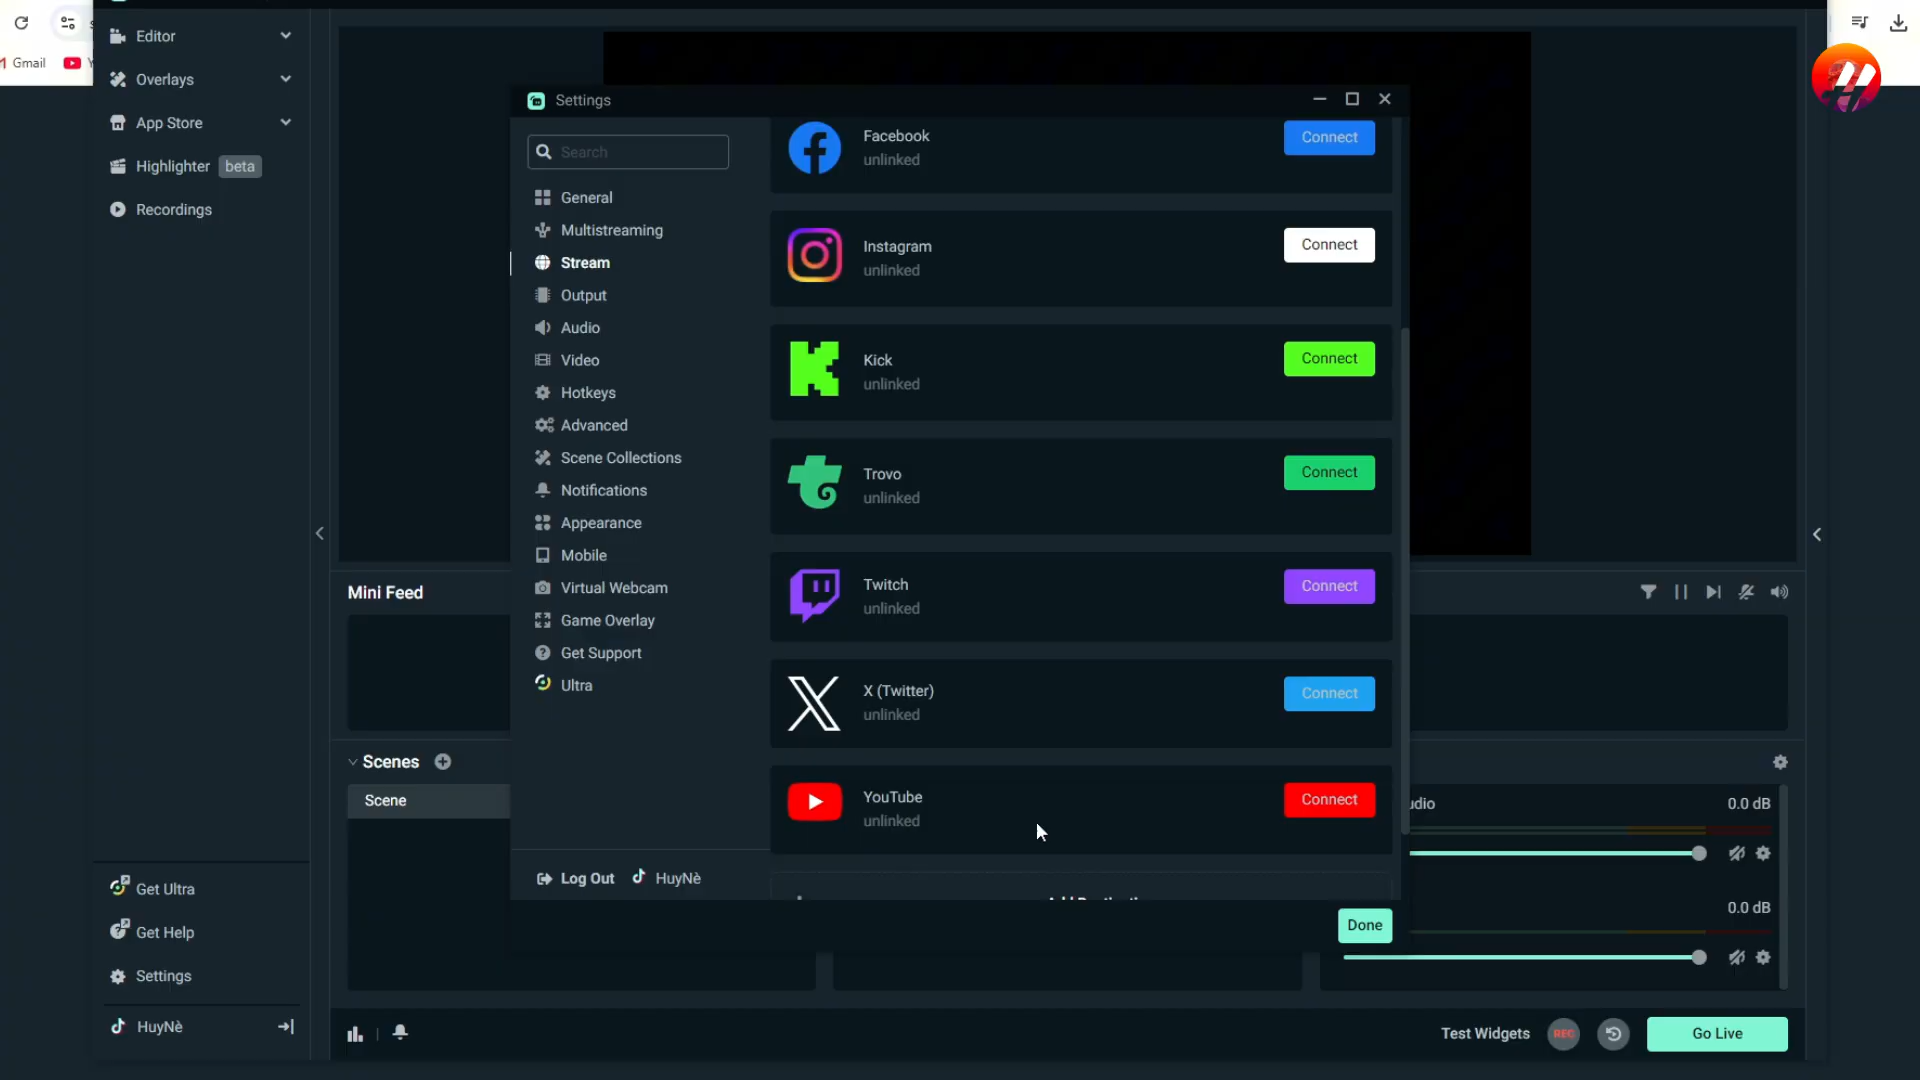 Gmail
Editor
Overlays
App Store
Highlighter beta
Recordings
Get Ultra
Get Help
Settings
HuyNè
Settings
Search
General
Multistreaming
Stream
Output
Audio
Video
Hotkeys
Advanced
Scene Collections
Notifications
Appearance
Mobile
Virtual Webcam
Game Overlay
Get Support
Ultra
Log Out HuyNè
Facebook
unlinked
Connect
Instagram
unlinked
Connect
Kick
unlinked
Connect
Trovo
unlinked
Connect
Twitch
unlinked
Connect
X (Twitter)
unlinked
Connect
YouTube
unlinked
Connect
Done
Mini Feed
Scenes
Scene
0.0 dB
0.0 dB
Test Widgets REC Go Live